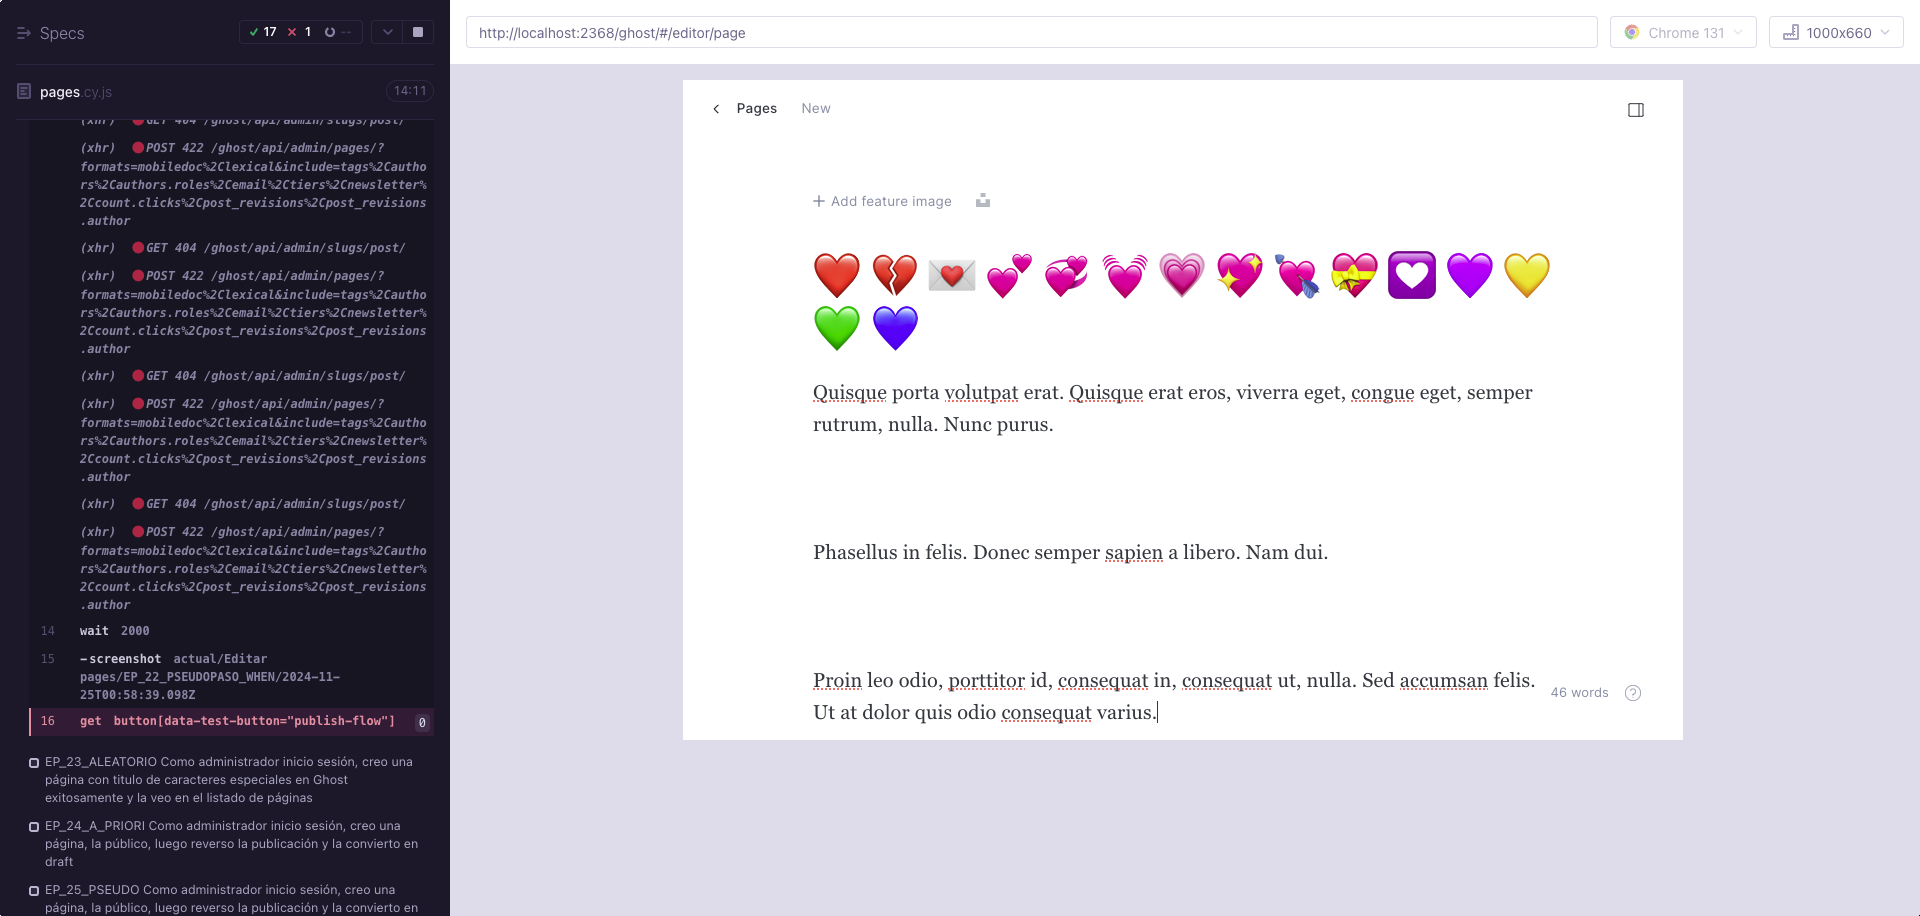 Specs
17 1 --
http://localhost:2368/ghost/#/editor/page
Chrome 131
1000x660
pages.cy.js
14:11
(xhr) GET 404 /ghost/api/admin/slugs/post/
(xhr) POST 422 /ghost/api/admin/pages/?
formats=mobiledoc%2Clexical&include=tags%2Cautho
rs%2Cauthors.roles%2Cemail%2Ctiers%2Cnewsletter%
2Ccount.clicks%2Cpost_revisions%2Cpost_revisions
.author
(xhr) GET 404 /ghost/api/admin/slugs/post/
(xhr) POST 422 /ghost/api/admin/pages/?
formats=mobiledoc%2Clexical&include=tags%2Cautho
rs%2Cauthors.roles%2Cemail%2Ctiers%2Cnewsletter%
2Ccount.clicks%2Cpost_revisions%2Cpost_revisions
.author
(xhr) GET 404 /ghost/api/admin/slugs/post/
(xhr) POST 422 /ghost/api/admin/pages/?
formats=mobiledoc%2Clexical&include=tags%2Cautho
rs%2Cauthors.roles%2Cemail%2Ctiers%2Cnewsletter%
2Ccount.clicks%2Cpost_revisions%2Cpost_revisions
.author
(xhr) GET 404 /ghost/api/admin/slugs/post/
(xhr) POST 422 /ghost/api/admin/pages/?
formats=mobiledoc%2Clexical&include=tags%2Cautho
rs%2Cauthors.roles%2Cemail%2Ctiers%2Cnewsletter%
2Ccount.clicks%2Cpost_revisions%2Cpost_revisions
.author
14 wait 2000
15 -screenshot actual/Editar
pages/EP_22_PSEUDOPASO_WHEN/2024-11-
25T00:58:39.098Z
16 get button[data-test-button="publish-flow"] 0
EP_23_ALEATORIO Como administrador inicio sesión, creo una
página con titulo de caracteres especiales en Ghost
exitosamente y la veo en el listado de páginas
EP_24_A_PRIORI Como administrador inicio sesión, creo una
página, la público, luego reverso la publicación y la convierto en
draft
EP_25_PSEUDO Como administrador inicio sesión, creo una
página, la público, luego reverso la publicación y la convierto en
Pages New
+ Add feature image
❤️ 💔 💌 💕 💞 💓 💗 💖 💘 💝 💟 💜 💛
💚 💙
Quisque porta volutpat erat. Quisque erat eros, viverra eget, congue eget, semper
rutrum, nulla. Nunc purus.
Phasellus in felis. Donec semper sapien a libero. Nam dui.
Proin leo odio, porttitor id, consequat in, consequat ut, nulla. Sed accumsan felis.
Ut at dolor quis odio consequat varius.
46 words ?